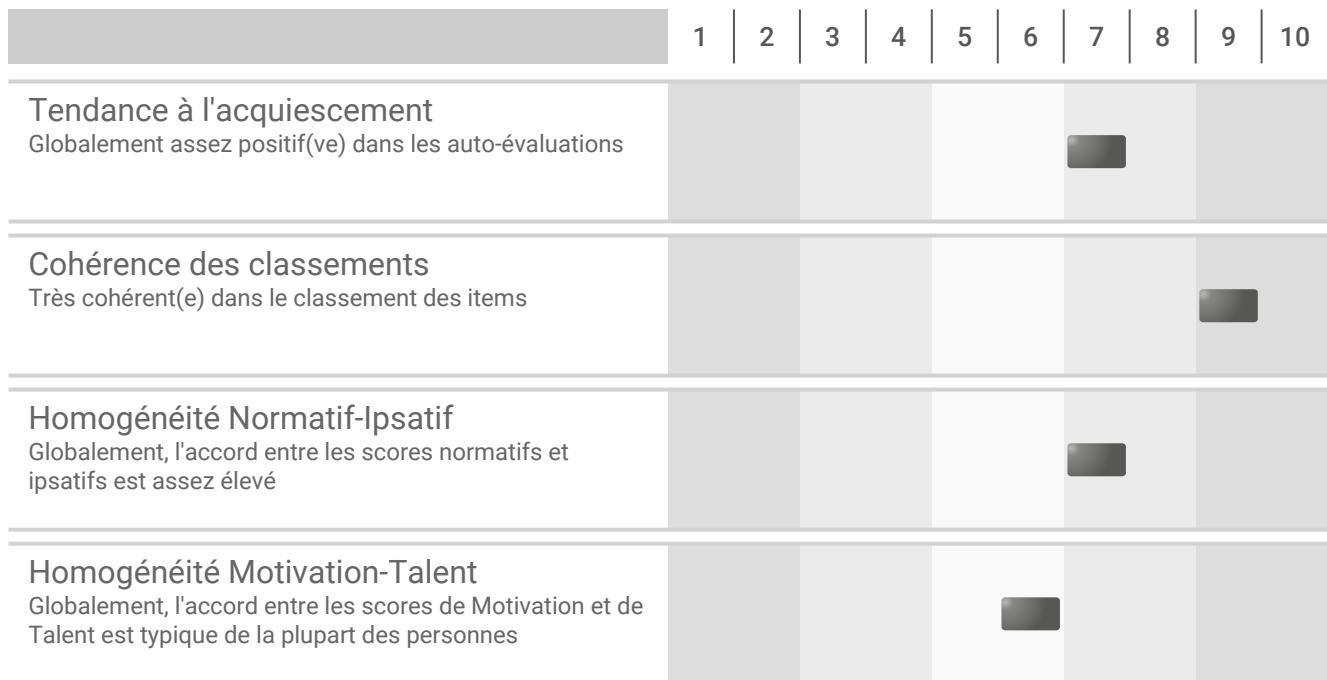 1 2 3 4 5 6 7 8 9 10
Tendance à l'acquiescement
Globalement assez positif(ve) dans les auto-évaluations
Cohérence des classements
Très cohérent(e) dans le classement des items
Homogénéité Normatif-Ipsatif
Globalement, l'accord entre les scores normatifs et
ipsatifs est assez élevé
Homogénéité Motivation-Talent
Globalement, l'accord entre les scores de Motivation et de
Talent est typique de la plupart des personnes